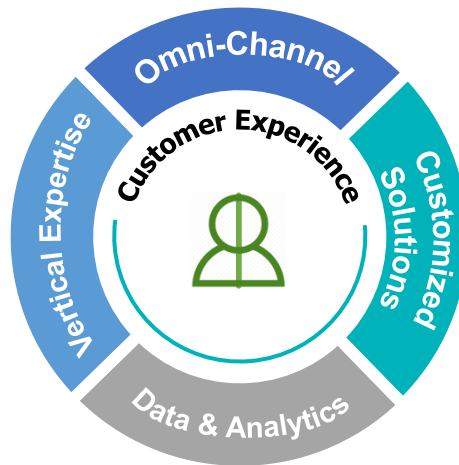 Omni-Channel
Customer Experience
Vertical Expertise
Customized
Solutions
Data & Analytics